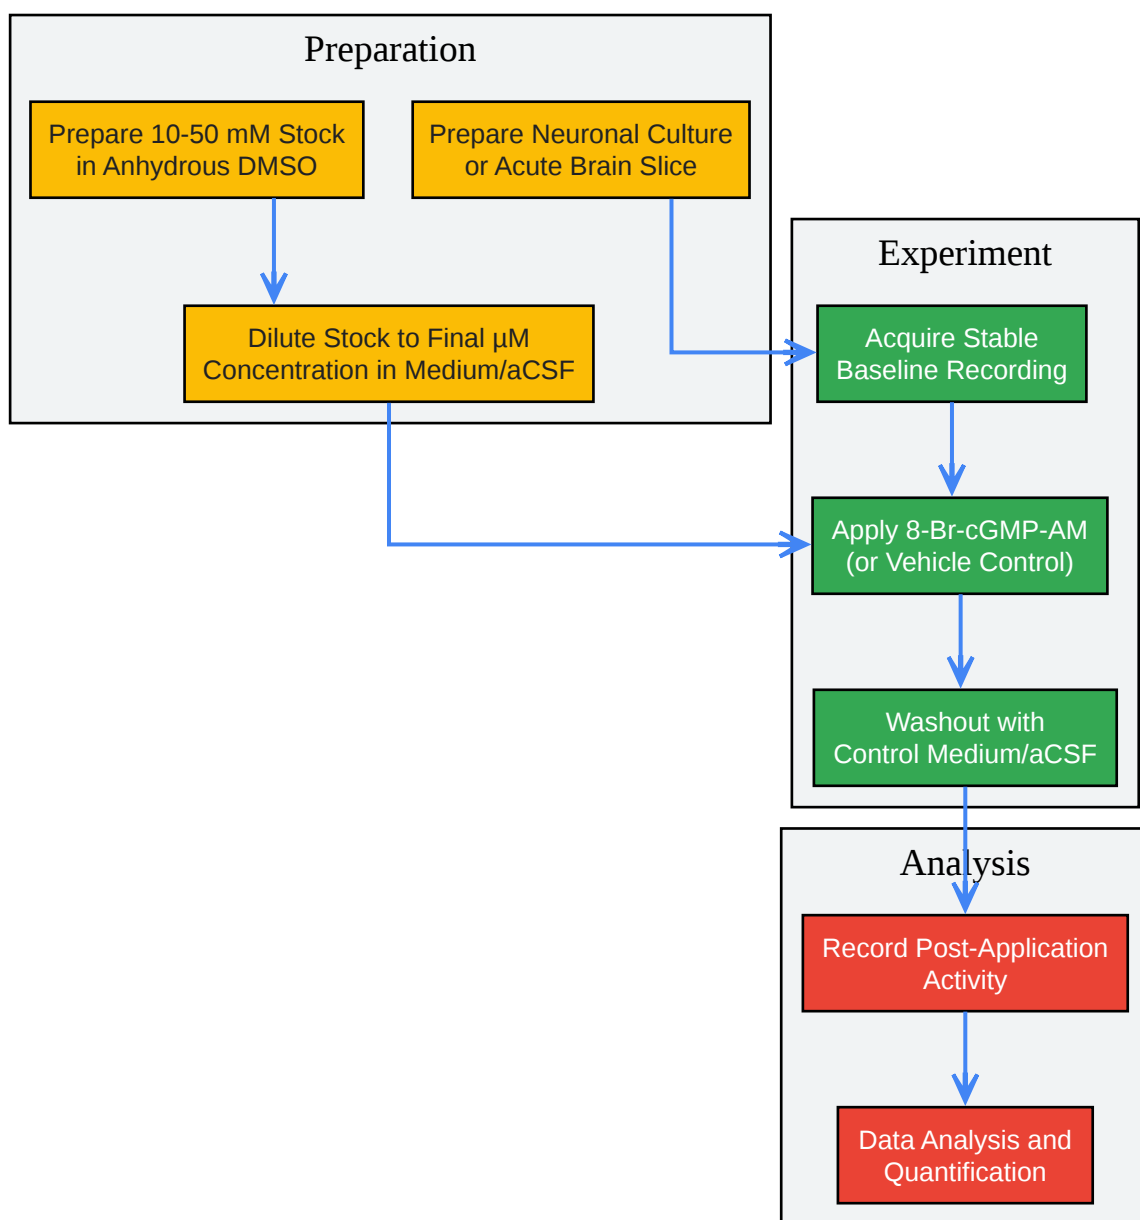 Preparation
Prepare 10-50 mM Stock
in Anhydrous DMSO
Prepare Neuronal Culture
or Acute Brain Slice
Dilute Stock to Final µM
Concentration in Medium/aCSF
Experiment
Acquire Stable
Baseline Recording
Apply 8-Br-cGMP-AM
(or Vehicle Control)
Washout with
Control Medium/aCSF
Analysis
Record Post-Application
Activity
Data Analysis and
Quantification